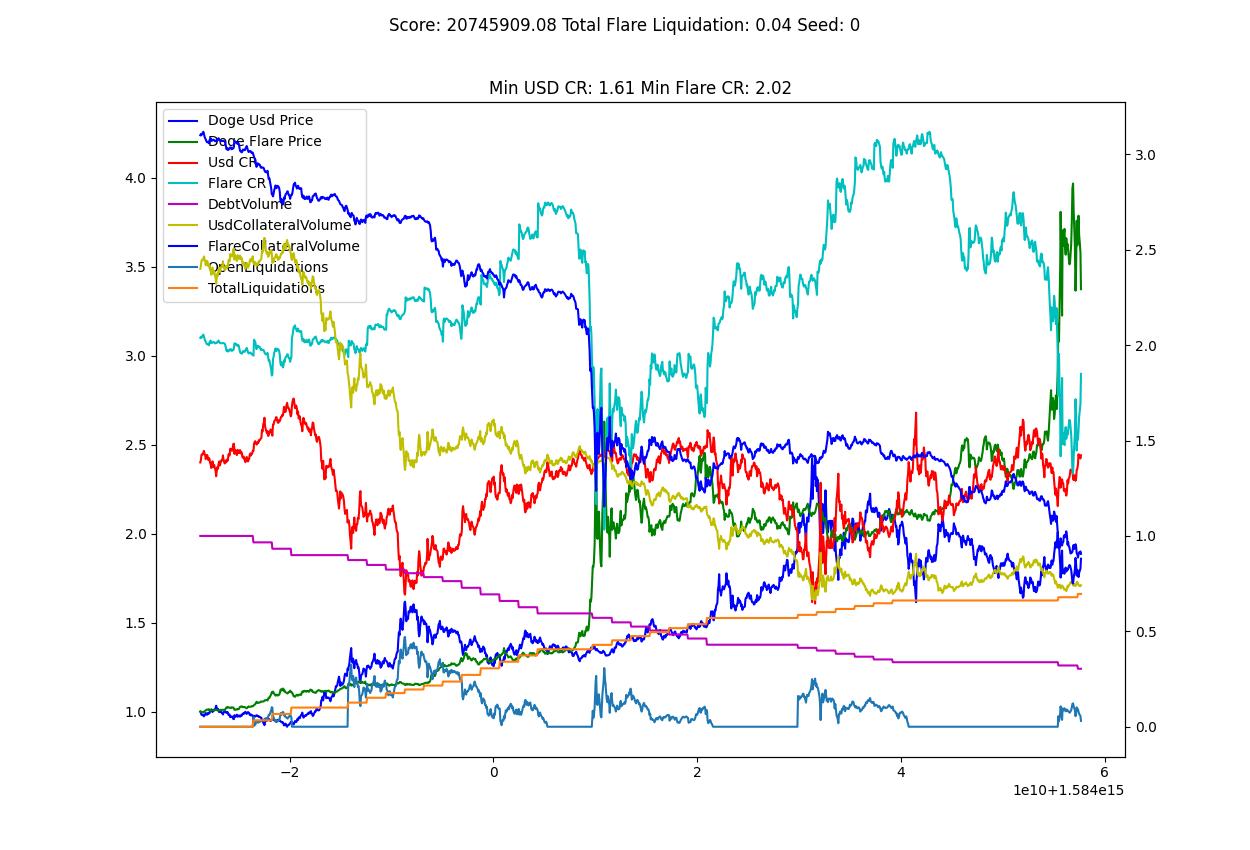 Score: 20745909.08 Total Flare Liquidation: 0.04 Seed: 0
Min USD CR: 1.61 Min Flare CR: 2.02
Doge Usd Price
Doge Flare Price
Usd CR
Flare CR
DebtVolume
UsdCollateralVolume
FlareCollateralVolume
OpenLiquidations
TotalLiquidations
4.0
3.5
3.0
2.5
2.0
1.5
1.0
3.0
2.5
2.0
1.5
1.0
0.5
0.0
−2 0 2 4 6
1e10+1.584e15